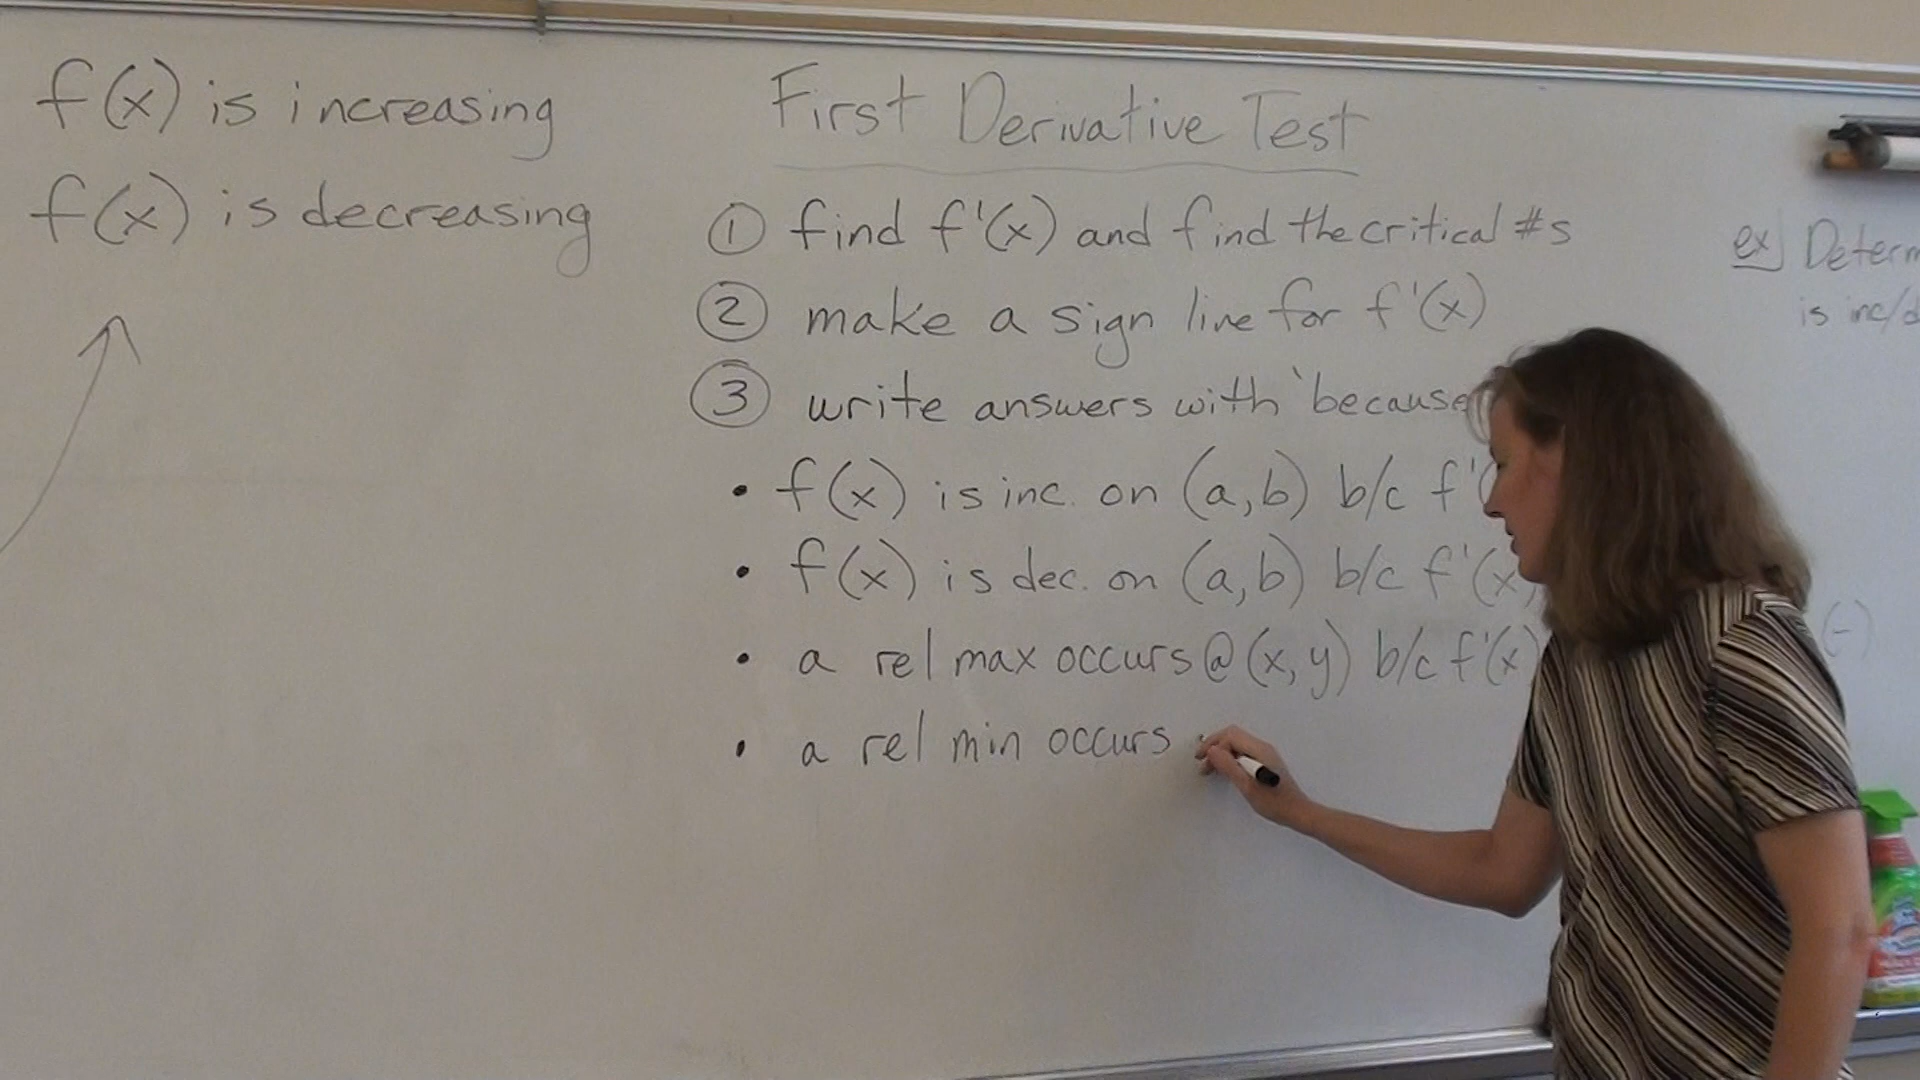 f(x) is increasing
f(x) is decreasing
First Derivative Test
① find f'(x) and find the critical #s
② make a sign line for f'(x)
③ write answers with 'because
• f(x) is inc. on (a,b) b/c f'(
• f(x) is dec. on (a,b) b/c f'(x)
• a rel max occurs @ (x,y) b/c f'(x)
• a rel min occurs
ex] Determ
is inc/d
(-)